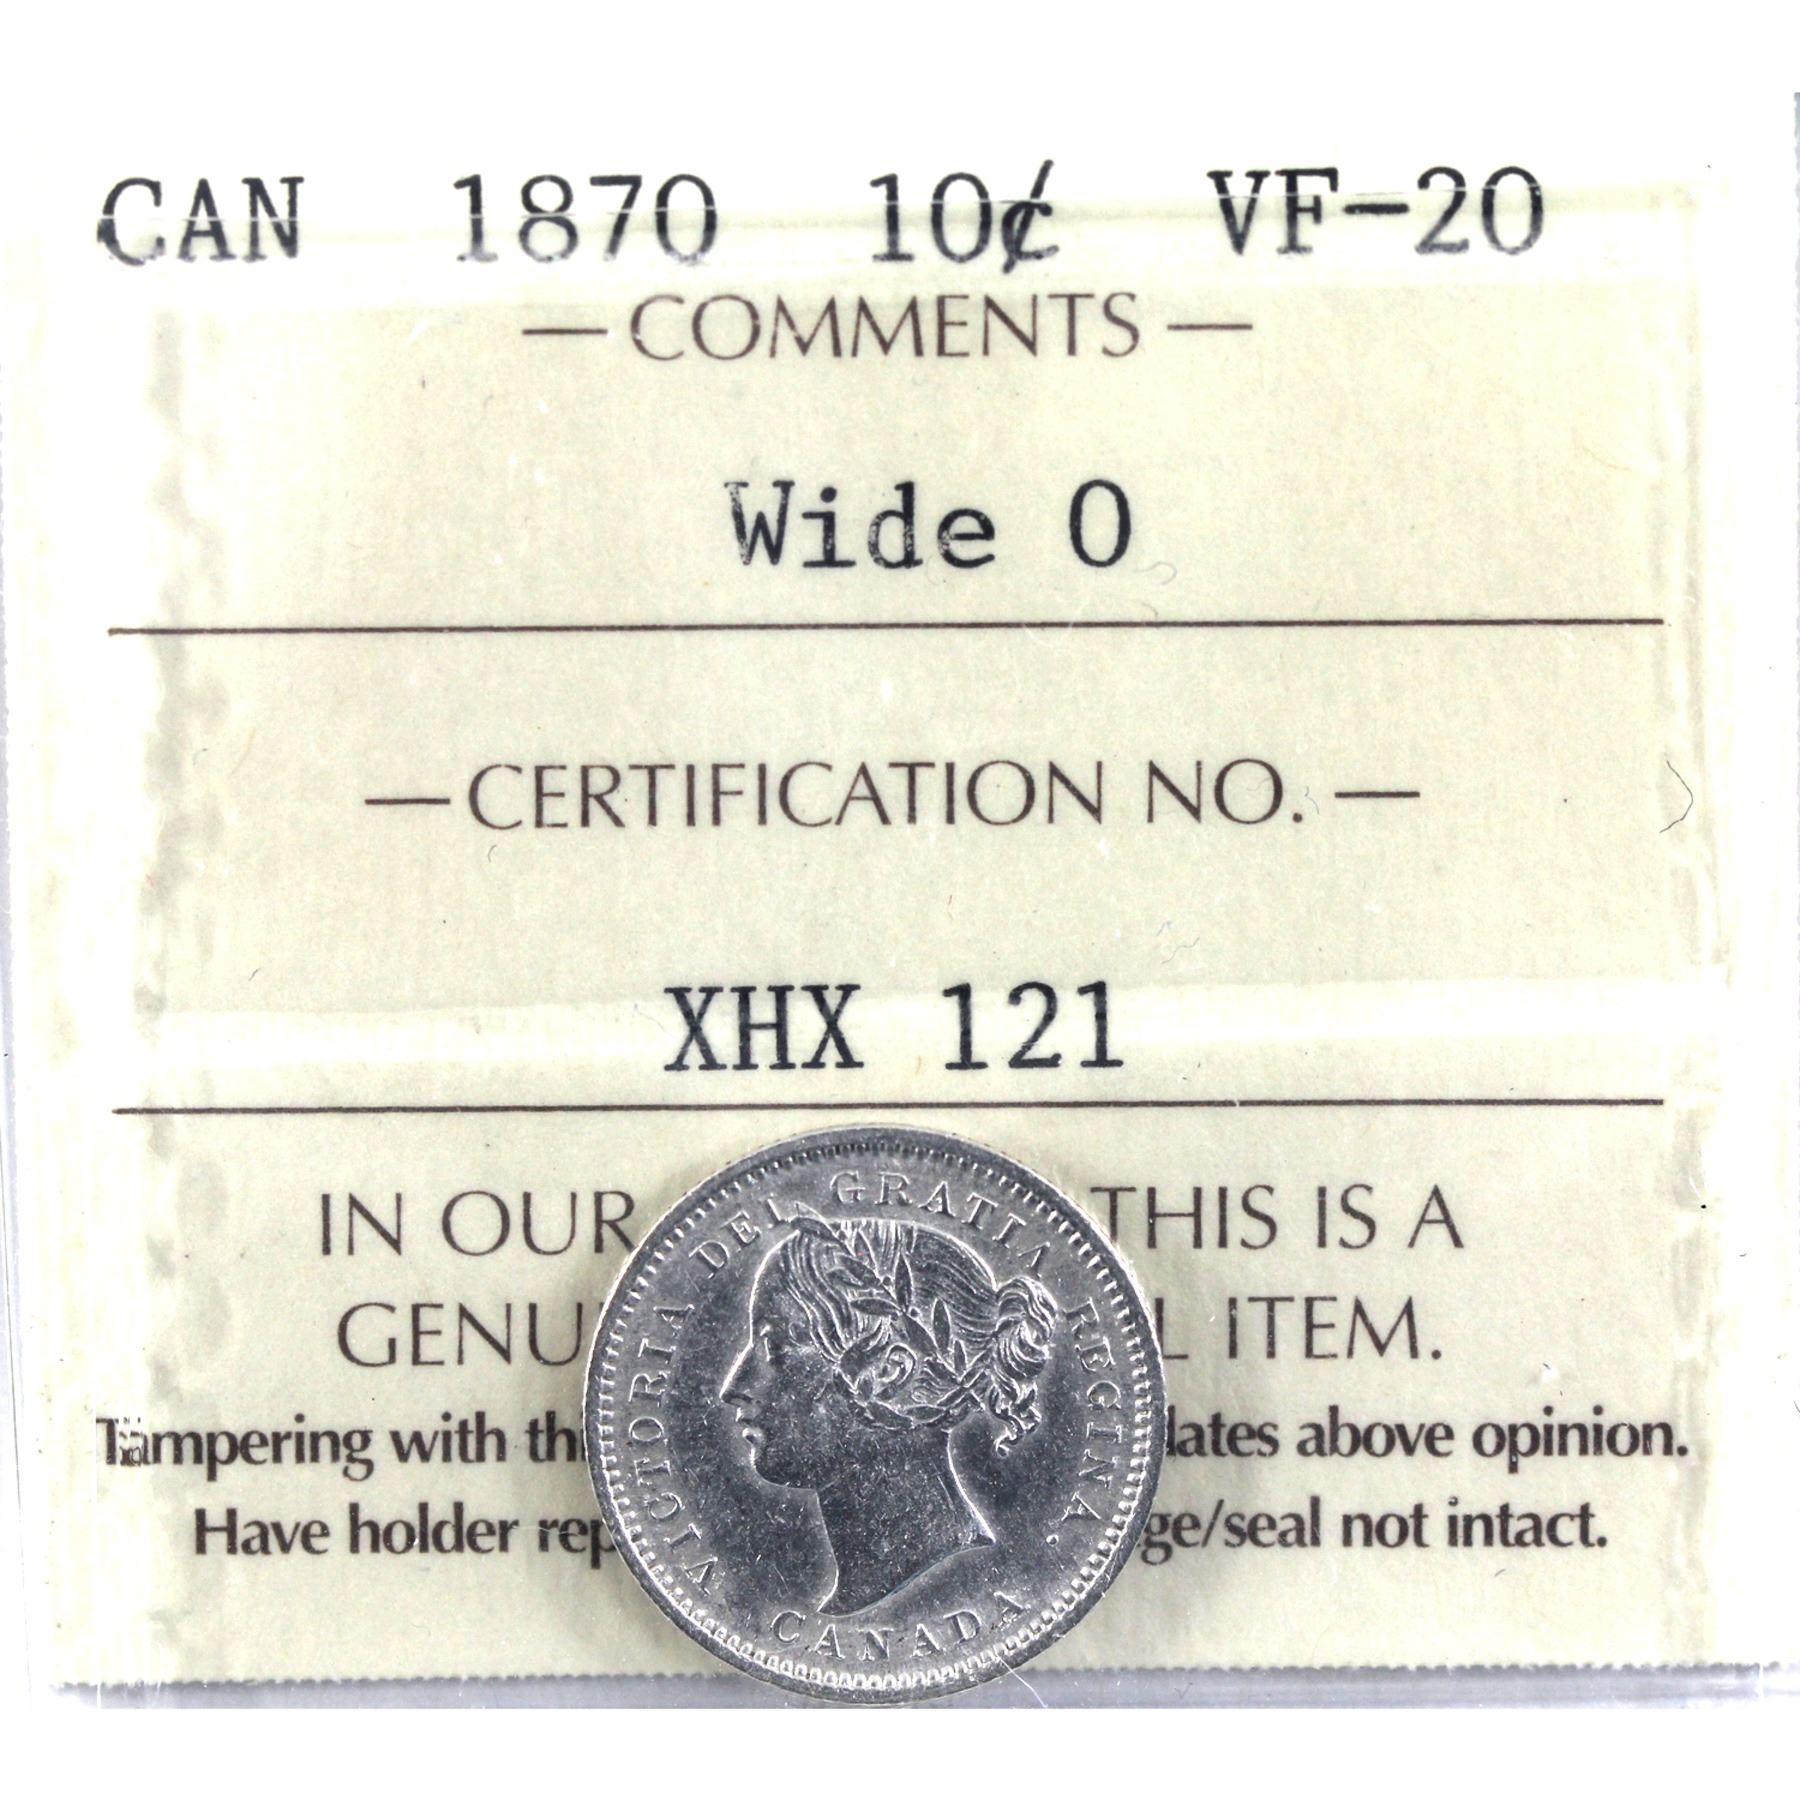 CAN 1870 10¢ VF-20
— COMMENTS —
Wide 0
— CERTIFICATION NO. —
XHX 121
IN OUR THIS IS A
GENU L ITEM.
Tampering with th lates above opinion.
Have holder rep ge/seal not intact.
VICTORIA DEI GRATIA REGINA.
CANADA